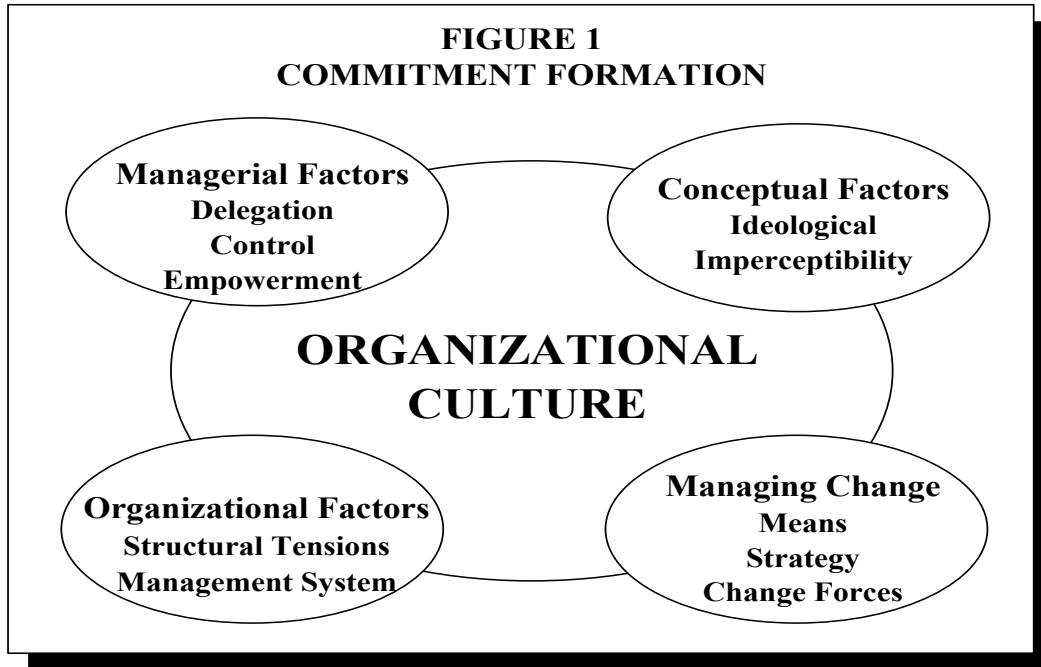 FIGURE 1
COMMITMENT FORMATION
Managerial Factors
Delegation
Control
Empowerment
Conceptual Factors
Ideological
Imperceptibility
ORGANIZATIONAL
CULTURE
Organizational Factors
Structural Tensions
Management System
Managing Change
Means
Strategy
Change Forces